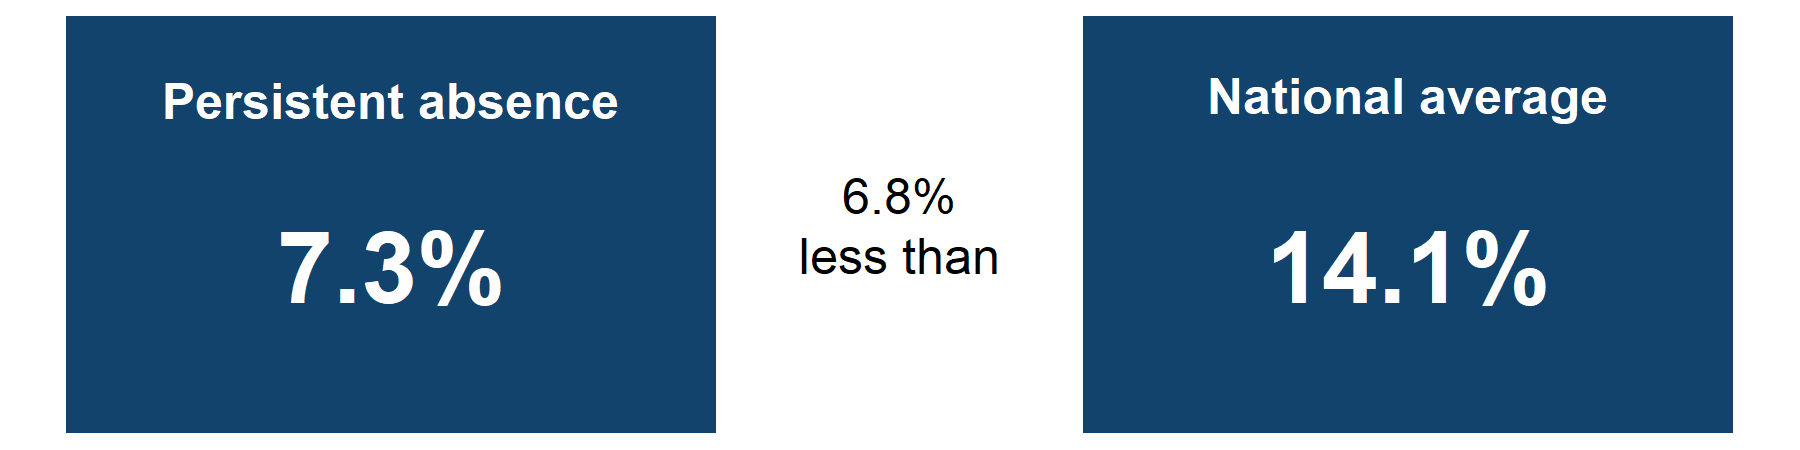 Persistent absence
7.3%
6.8%
less than
National average
14.1%